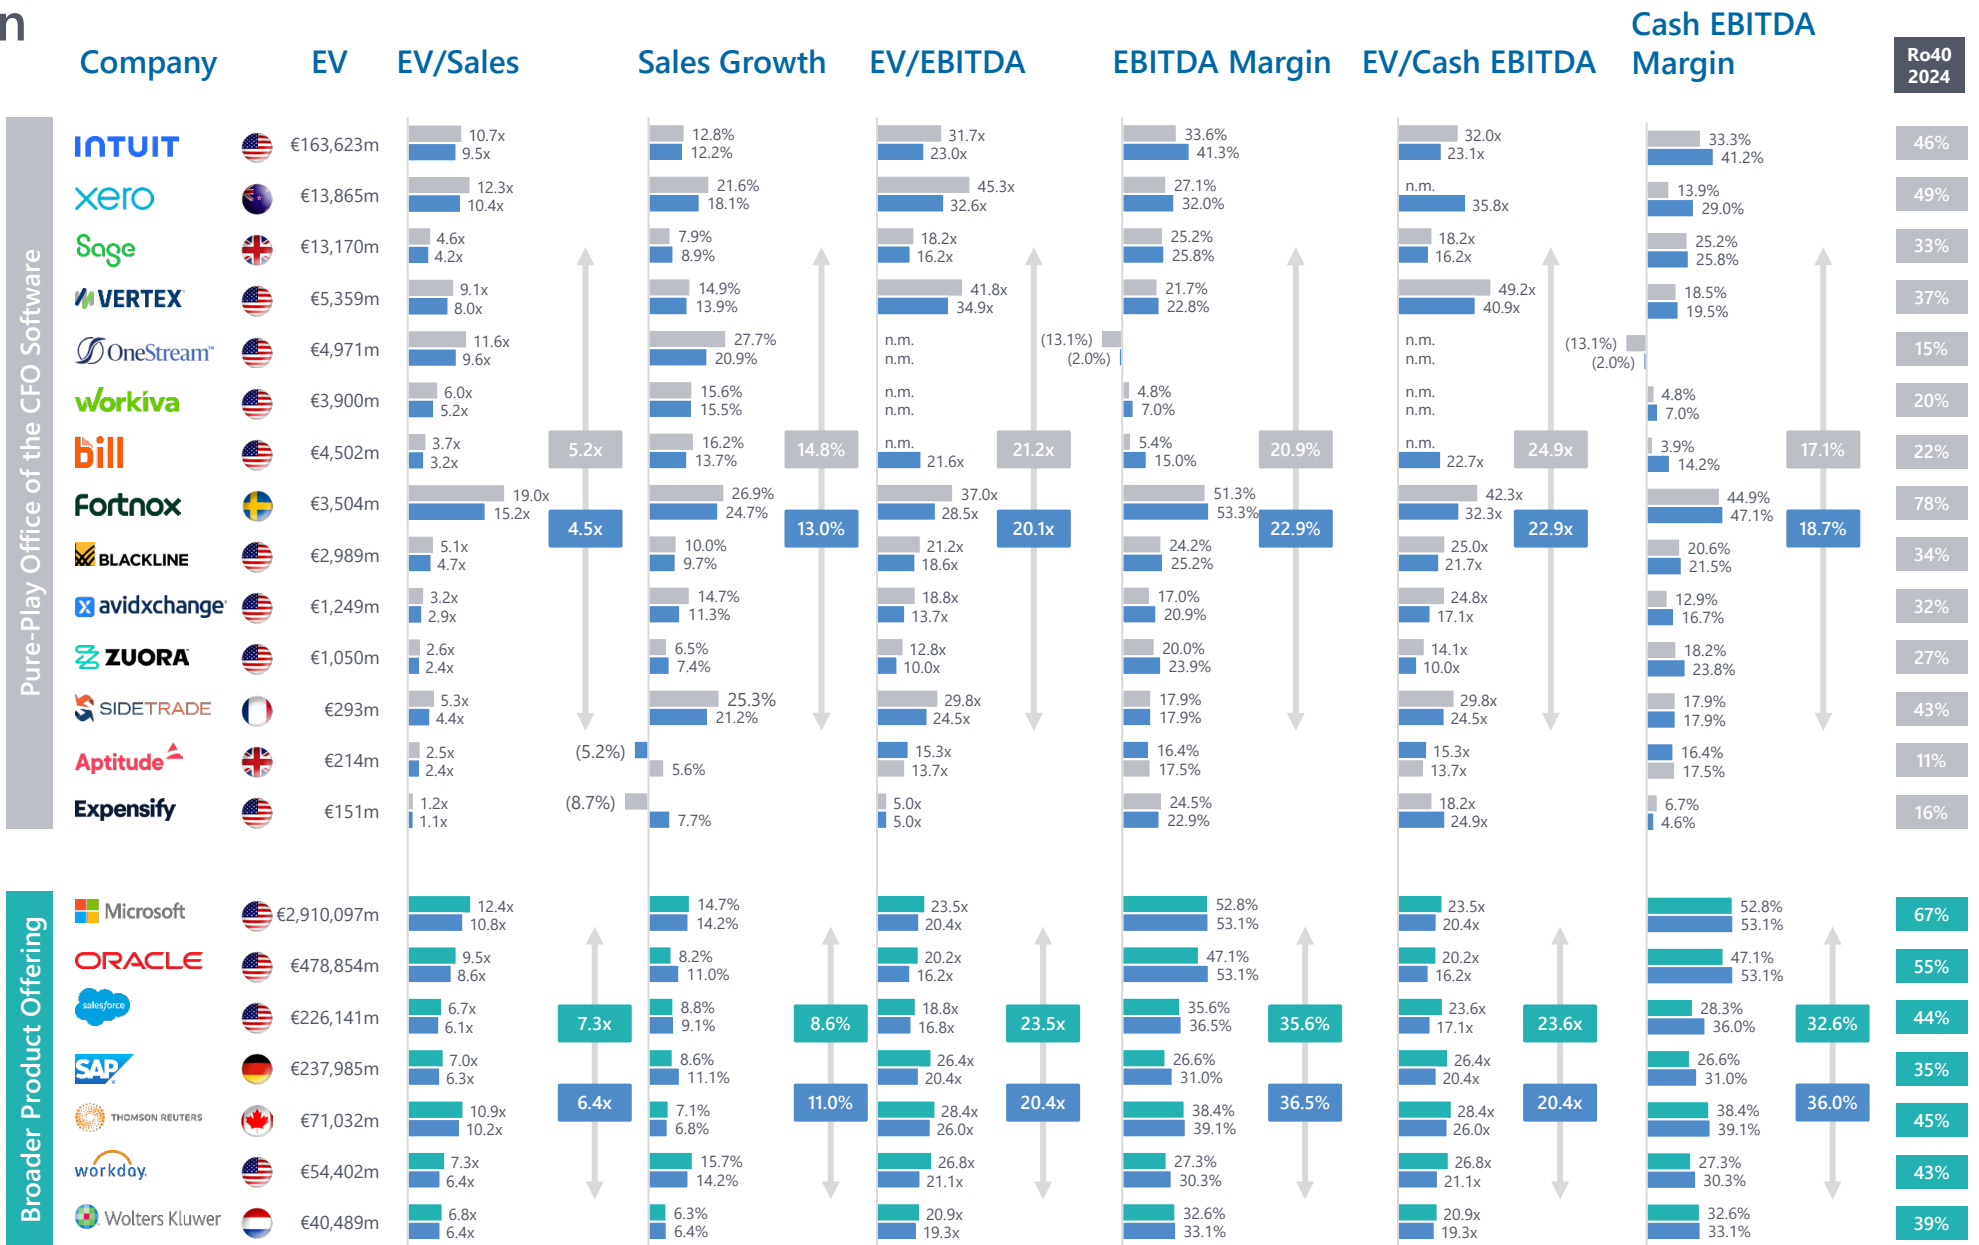 n
Company EV EV/Sales Sales Growth EV/EBITDA EBITDA Margin EV/Cash EBITDA Cash EBITDA Margin Ro40 2024
Pure-Play Office of the CFO Software
INTUIT €163,623m 10.7x 9.5x 12.8% 12.2% 31.7x 23.0x 33.6% 41.3% 32.0x 23.1x 33.3% 41.2% 46%
xero €13,865m 12.3x 10.4x 21.6% 18.1% 45.3x 32.6x 27.1% 32.0% n.m. 35.8x 13.9% 29.0% 49%
Sage €13,170m 4.6x 4.2x 7.9% 8.9% 18.2x 16.2x 25.2% 25.8% 18.2x 16.2x 25.2% 25.8% 33%
VERTEX €5,359m 9.1x 8.0x 14.9% 13.9% 41.8x 34.9x 21.7% 22.8% 49.2x 40.9x 18.5% 19.5% 37%
OneStream™ €4,971m 11.6x 9.6x 27.7% 20.9% n.m. n.m. (13.1%) (2.0%) n.m. n.m. (13.1%) (2.0%) 15%
workiva €3,900m 6.0x 5.2x 15.6% 15.5% n.m. n.m. 4.8% 7.0% n.m. n.m. 4.8% 7.0% 20%
bill €4,502m 3.7x 3.2x 16.2% 13.7% n.m. 21.6x 5.4% 15.0% n.m. 22.7x 3.9% 14.2% 22%
5.2x 14.8% 21.2x 20.9% 24.9x 17.1%
Fortnox €3,504m 19.0x 15.2x 26.9% 24.7% 37.0x 28.5x 51.3% 53.3% 42.3x 32.3x 44.9% 47.1% 78%
4.5x 13.0% 20.1x 22.9% 22.9x 18.7%
BLACKLINE €2,989m 5.1x 4.7x 10.0% 9.7% 21.2x 18.6x 24.2% 25.2% 25.0x 21.7x 20.6% 21.5% 34%
avidxchange €1,249m 3.2x 2.9x 14.7% 11.3% 18.8x 13.7x 17.0% 20.9% 24.8x 17.1x 12.9% 16.7% 32%
ZUORA €1,050m 2.6x 2.4x 6.5% 7.4% 12.8x 10.0x 20.0% 23.9% 14.1x 10.0x 18.2% 23.8% 27%
SIDETRADE €293m 5.3x 4.4x 25.3% 21.2% 29.8x 24.5x 17.9% 17.9% 29.8x 24.5x 17.9% 17.9% 43%
Aptitude €214m 2.5x 2.4x (5.2%) 5.6% 15.3x 13.7x 16.4% 17.5% 15.3x 13.7x 16.4% 17.5% 11%
Expensify €151m 1.2x 1.1x (8.7%) 7.7% 5.0x 5.0x 24.5% 22.9% 18.2x 24.9x 6.7% 4.6% 16%
Broader Product Offering
Microsoft €2,910,097m 12.4x 10.8x 14.7% 14.2% 23.5x 20.4x 52.8% 53.1% 23.5x 20.4x 52.8% 53.1% 67%
ORACLE €478,854m 9.5x 8.6x 8.2% 11.0% 20.2x 16.2x 47.1% 53.1% 20.2x 16.2x 47.1% 53.1% 55%
salesforce €226,141m 6.7x 6.1x 8.8% 9.1% 18.8x 16.8x 35.6% 36.5% 23.6x 17.1x 28.3% 36.0% 44%
7.3x 8.6% 23.5x 35.6% 23.6x 32.6%
SAP €237,985m 7.0x 6.3x 8.6% 11.1% 26.4x 20.4x 26.6% 31.0% 26.4x 20.4x 26.6% 31.0% 35%
6.4x 11.0% 20.4x 36.5% 20.4x 36.0%
THOMSON REUTERS €71,032m 10.9x 10.2x 7.1% 6.8% 28.4x 26.0x 38.4% 39.1% 28.4x 26.0x 38.4% 39.1% 45%
workday €54,402m 7.3x 6.4x 15.7% 14.2% 26.8x 21.1x 27.3% 30.3% 26.8x 21.1x 27.3% 30.3% 43%
Wolters Kluwer €40,489m 6.8x 6.4x 6.3% 6.4% 20.9x 19.3x 32.6% 33.1% 20.9x 19.3x 32.6% 33.1% 39%